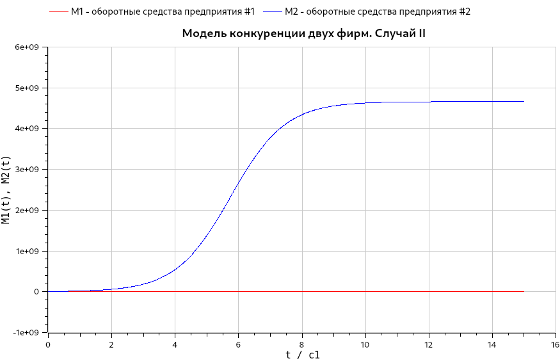 M1 - оборотные средства предприятия #1 M2 - оборотные средства предприятия #2
Модель конкуренции двух фирм. Случай II
6e+09
5e+09
4e+09
3e+09
2e+09
1e+09
0
-1e+09
M1(t), M2(t)
0 2 4 6 8 10 12 14 16
t / c1